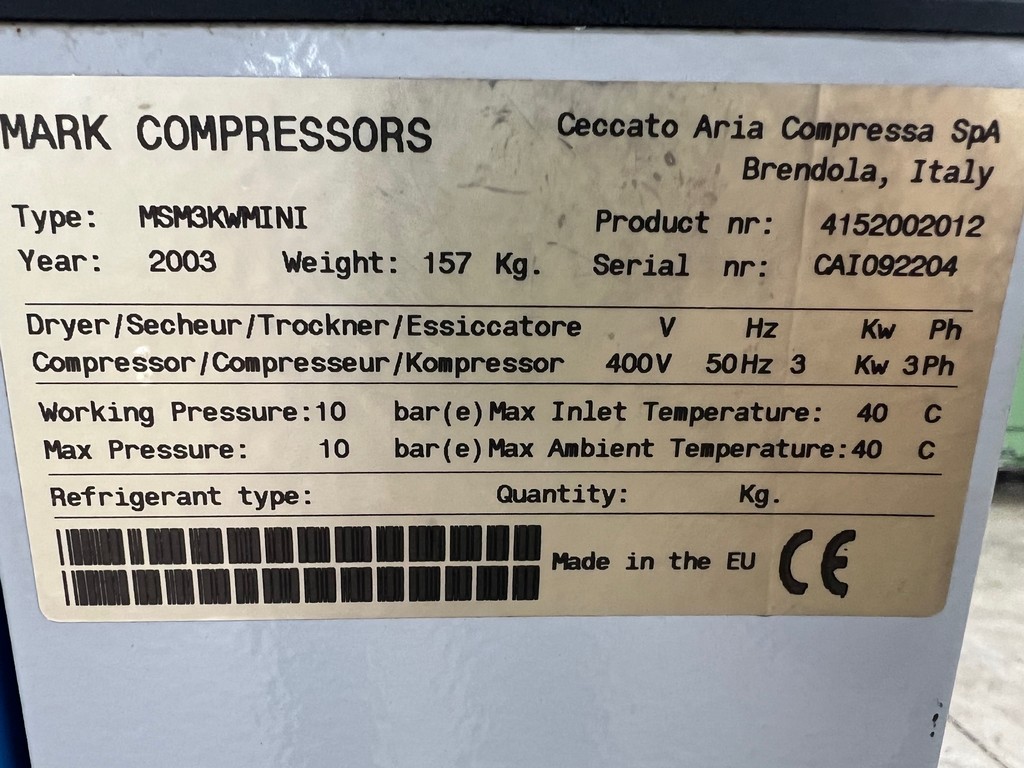 MARK COMPRESSORS
Ceccato Aria Compressa SpA
Brendola, Italy
Type: MSM3KWMINI Product nr: 4152002012
Year: 2003 Weight: 157 Kg. Serial nr: CAI092204
Dryer/Secheur/Trockner/Essiccatore V Hz Kw Ph
Compressor/Compresseur/Kompressor 400V 50Hz 3 Kw 3Ph
Working Pressure:10 bar(e) Max Inlet Temperature: 40 C
Max Pressure: 10 bar(e) Max Ambient Temperature:40 C
Refrigerant type: Quantity: Kg.
Made in the EU CE